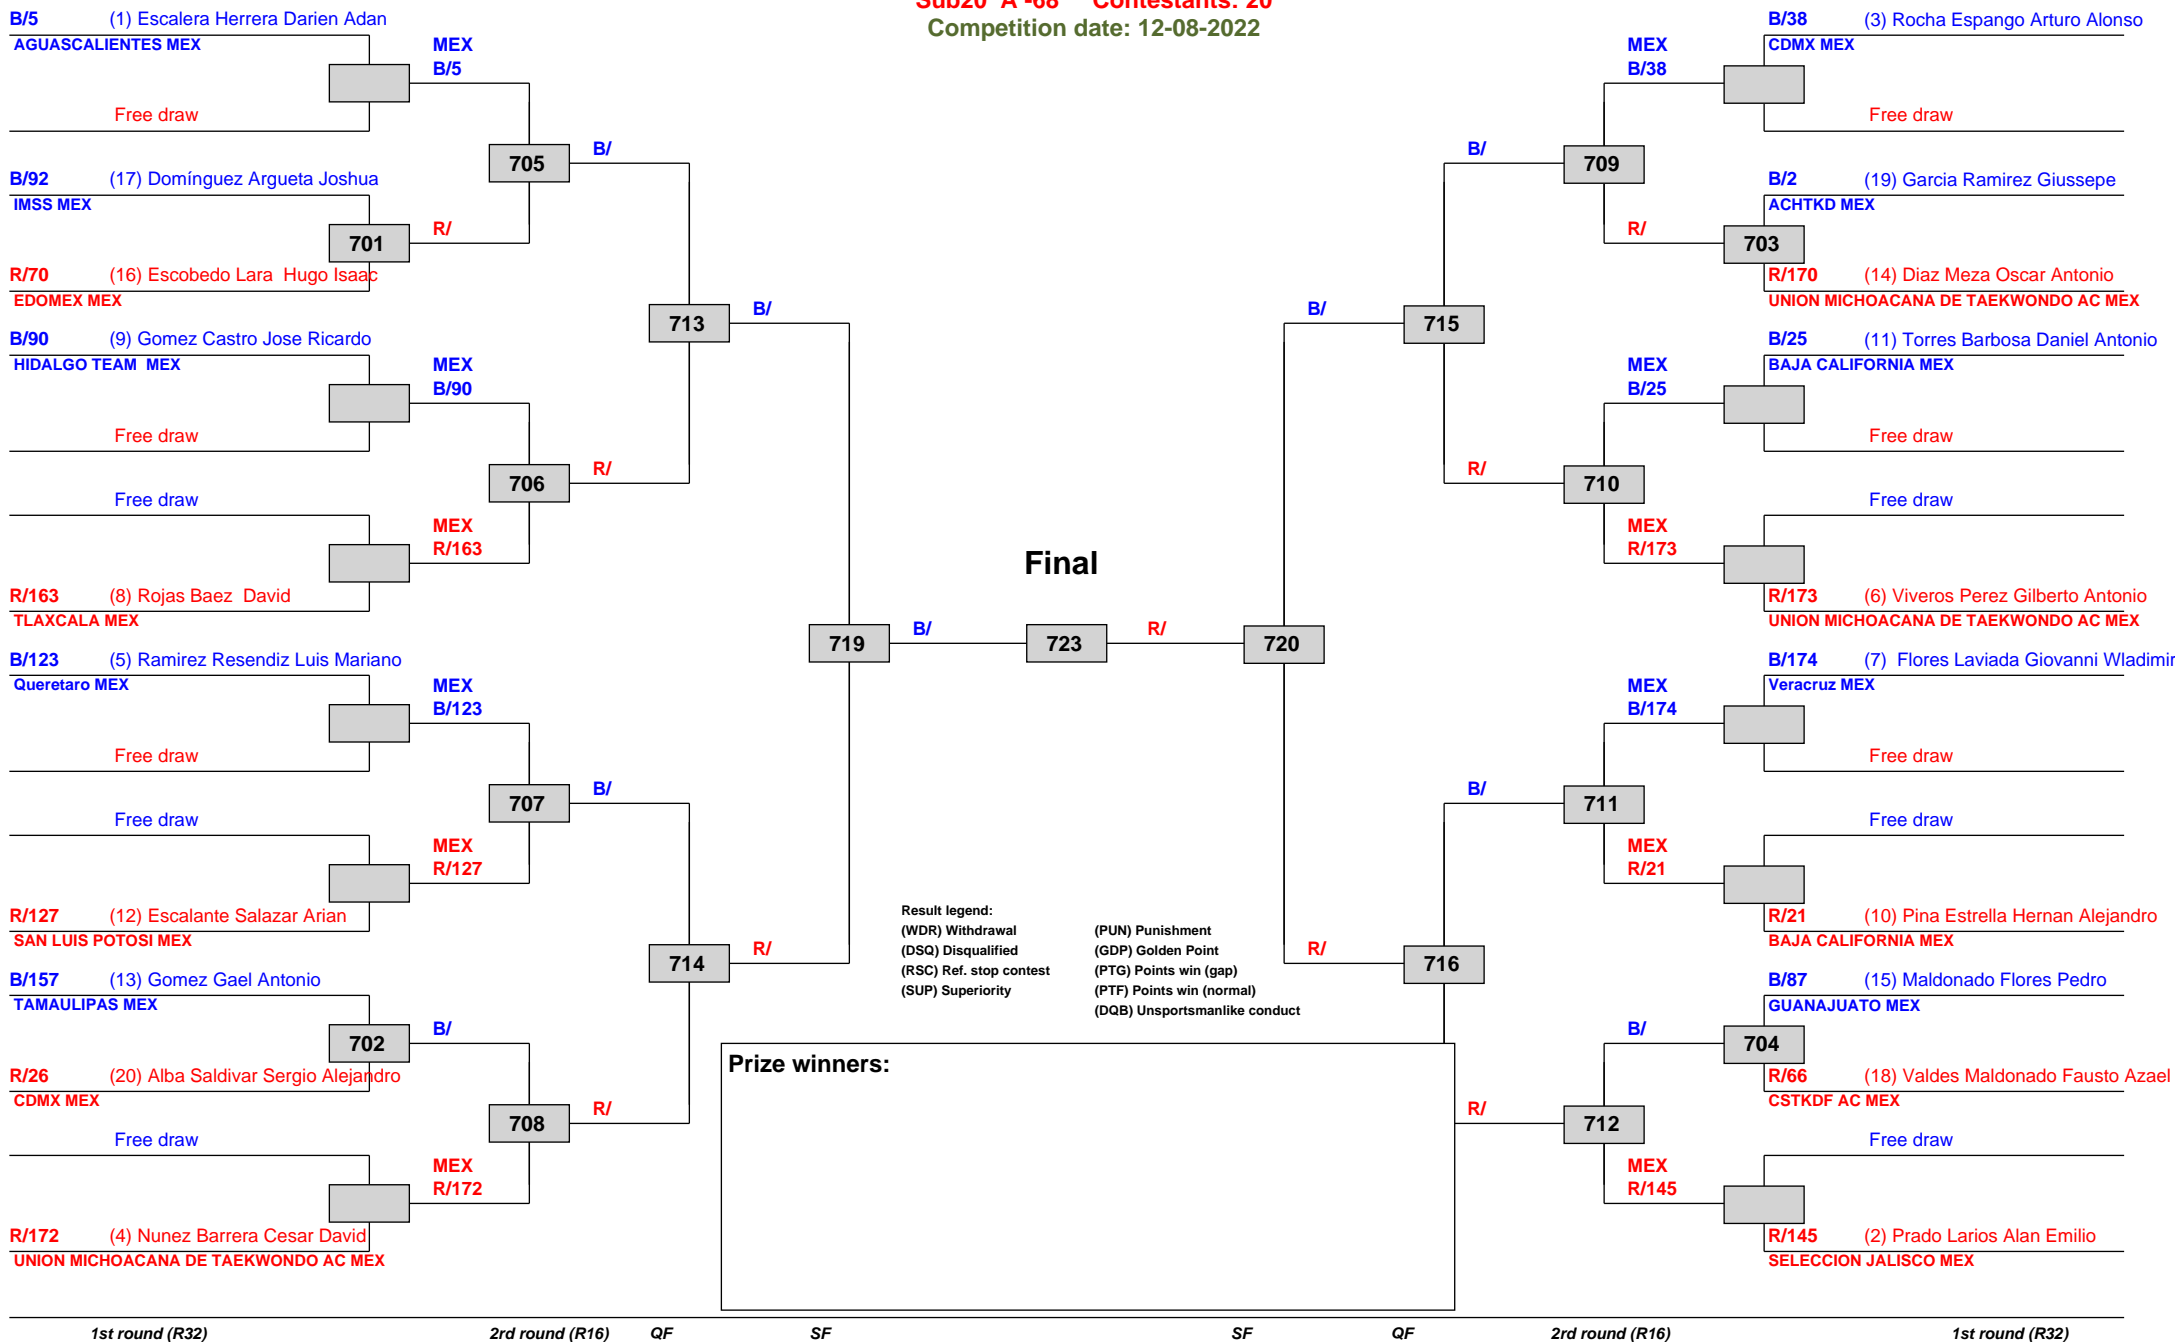 Sub20 A -68 Contestants: 20
Competition date: 12-08-2022
B/5 (1) Escalera Herrera Darien Adan
AGUASCALIENTES MEX
MEX
B/5
Free draw
705
B/
B/92 (17) Domínguez Argueta Joshua
IMSS MEX
701
R/
R/70 (16) Escobedo Lara Hugo Isaac
EDOMEX MEX
713
B/
B/90 (9) Gomez Castro Jose Ricardo
HIDALGO TEAM MEX
MEX
B/90
Free draw
706
R/
Free draw
MEX
R/163
R/163 (8) Rojas Baez David
TLAXCALA MEX
719
B/
B/123 (5) Ramirez Resendiz Luis Mariano
Queretaro MEX
MEX
B/123
Free draw
707
B/
Free draw
MEX
R/127
R/127 (12) Escalante Salazar Arian
SAN LUIS POTOSI MEX
714
R/
B/157 (13) Gomez Gael Antonio
TAMAULIPAS MEX
702
B/
R/26 (20) Alba Saldivar Sergio Alejandro
CDMX MEX
708
R/
Free draw
MEX
R/172
R/172 (4) Nunez Barrera Cesar David
UNION MICHOACANA DE TAEKWONDO AC MEX
Final
723
R/
720
B/38 (3) Rocha Espango Arturo Alonso
CDMX MEX
MEX
B/38
Free draw
B/
709
B/2 (19) Garcia Ramirez Giussepe
ACHTKD MEX
R/
703
R/170 (14) Diaz Meza Oscar Antonio
UNION MICHOACANA DE TAEKWONDO AC MEX
B/
715
B/25 (11) Torres Barbosa Daniel Antonio
BAJA CALIFORNIA MEX
MEX
B/25
Free draw
R/
710
Free draw
MEX
R/173
R/173 (6) Viveros Perez Gilberto Antonio
UNION MICHOACANA DE TAEKWONDO AC MEX
B/174 (7) Flores Laviada Giovanni Wladimir
Veracruz MEX
MEX
B/174
Free draw
B/
711
Free draw
MEX
R/21
R/21 (10) Pina Estrella Hernan Alejandro
BAJA CALIFORNIA MEX
R/
716
B/87 (15) Maldonado Flores Pedro
GUANAJUATO MEX
B/
704
R/66 (18) Valdes Maldonado Fausto Azael
CSTKDF AC MEX
R/
712
Free draw
MEX
R/145
R/145 (2) Prado Larios Alan Emilio
SELECCION JALISCO MEX
Result legend:
(WDR) Withdrawal (PUN) Punishment
(DSQ) Disqualified (GDP) Golden Point
(RSC) Ref. stop contest (PTG) Points win (gap)
(SUP) Superiority (PTF) Points win (normal)
(DQB) Unsportsmanlike conduct
Prize winners:
1st round (R32) 2rd round (R16) QF SF SF QF 2rd round (R16) 1st round (R32)